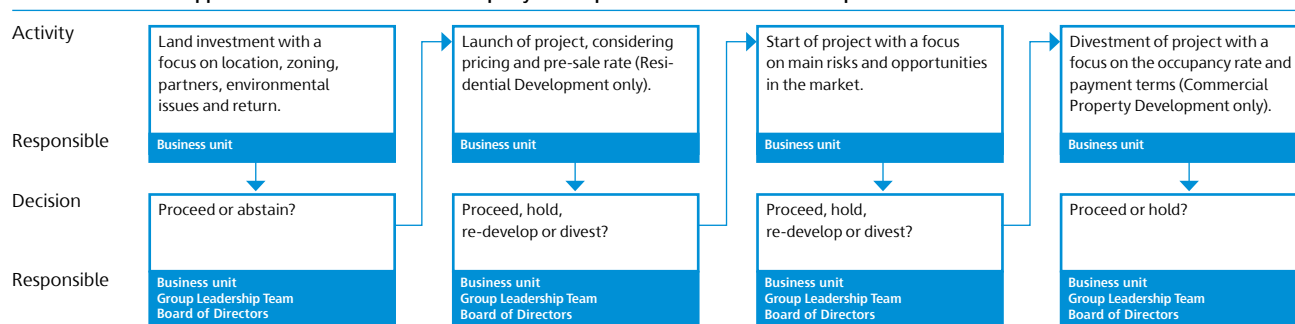 Activity
Land investment with a
focus on location, zoning,
partners, environmental
issues and return.
Launch of project, considering
pricing and pre-sale rate (Resi-
dential Development only).
Start of project with a focus
on main risks and opportunities
in the market.
Divestment of project with a
focus on the occupancy rate and
payment terms (Commercial
Property Development only).
Responsible
Business unit
Business unit
Business unit
Business unit
Decision
Proceed or abstain?
Proceed, hold,
re-develop or divest?
Proceed, hold,
re-develop or divest?
Proceed or hold?
Responsible
Business unit
Group Leadership Team
Board of Directors
Business unit
Group Leadership Team
Board of Directors
Business unit
Group Leadership Team
Board of Directors
Business unit
Group Leadership Team
Board of Directors